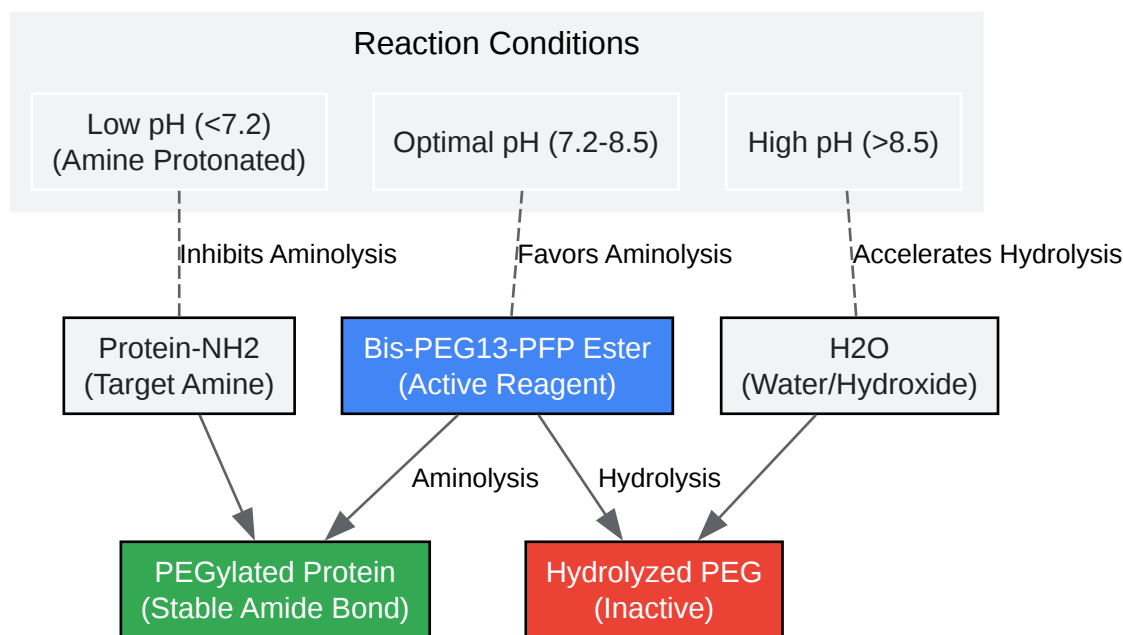 Reaction Conditions
Low pH (<7.2)
(Amine Protonated)
Optimal pH (7.2-8.5)
High pH (>8.5)
Inhibits Aminolysis
Favors Aminolysis
Accelerates Hydrolysis
Protein-NH2
(Target Amine)
Bis-PEG13-PFP Ester
(Active Reagent)
H2O
(Water/Hydroxide)
Aminolysis
Hydrolysis
PEGylated Protein
(Stable Amide Bond)
Hydrolyzed PEG
(Inactive)